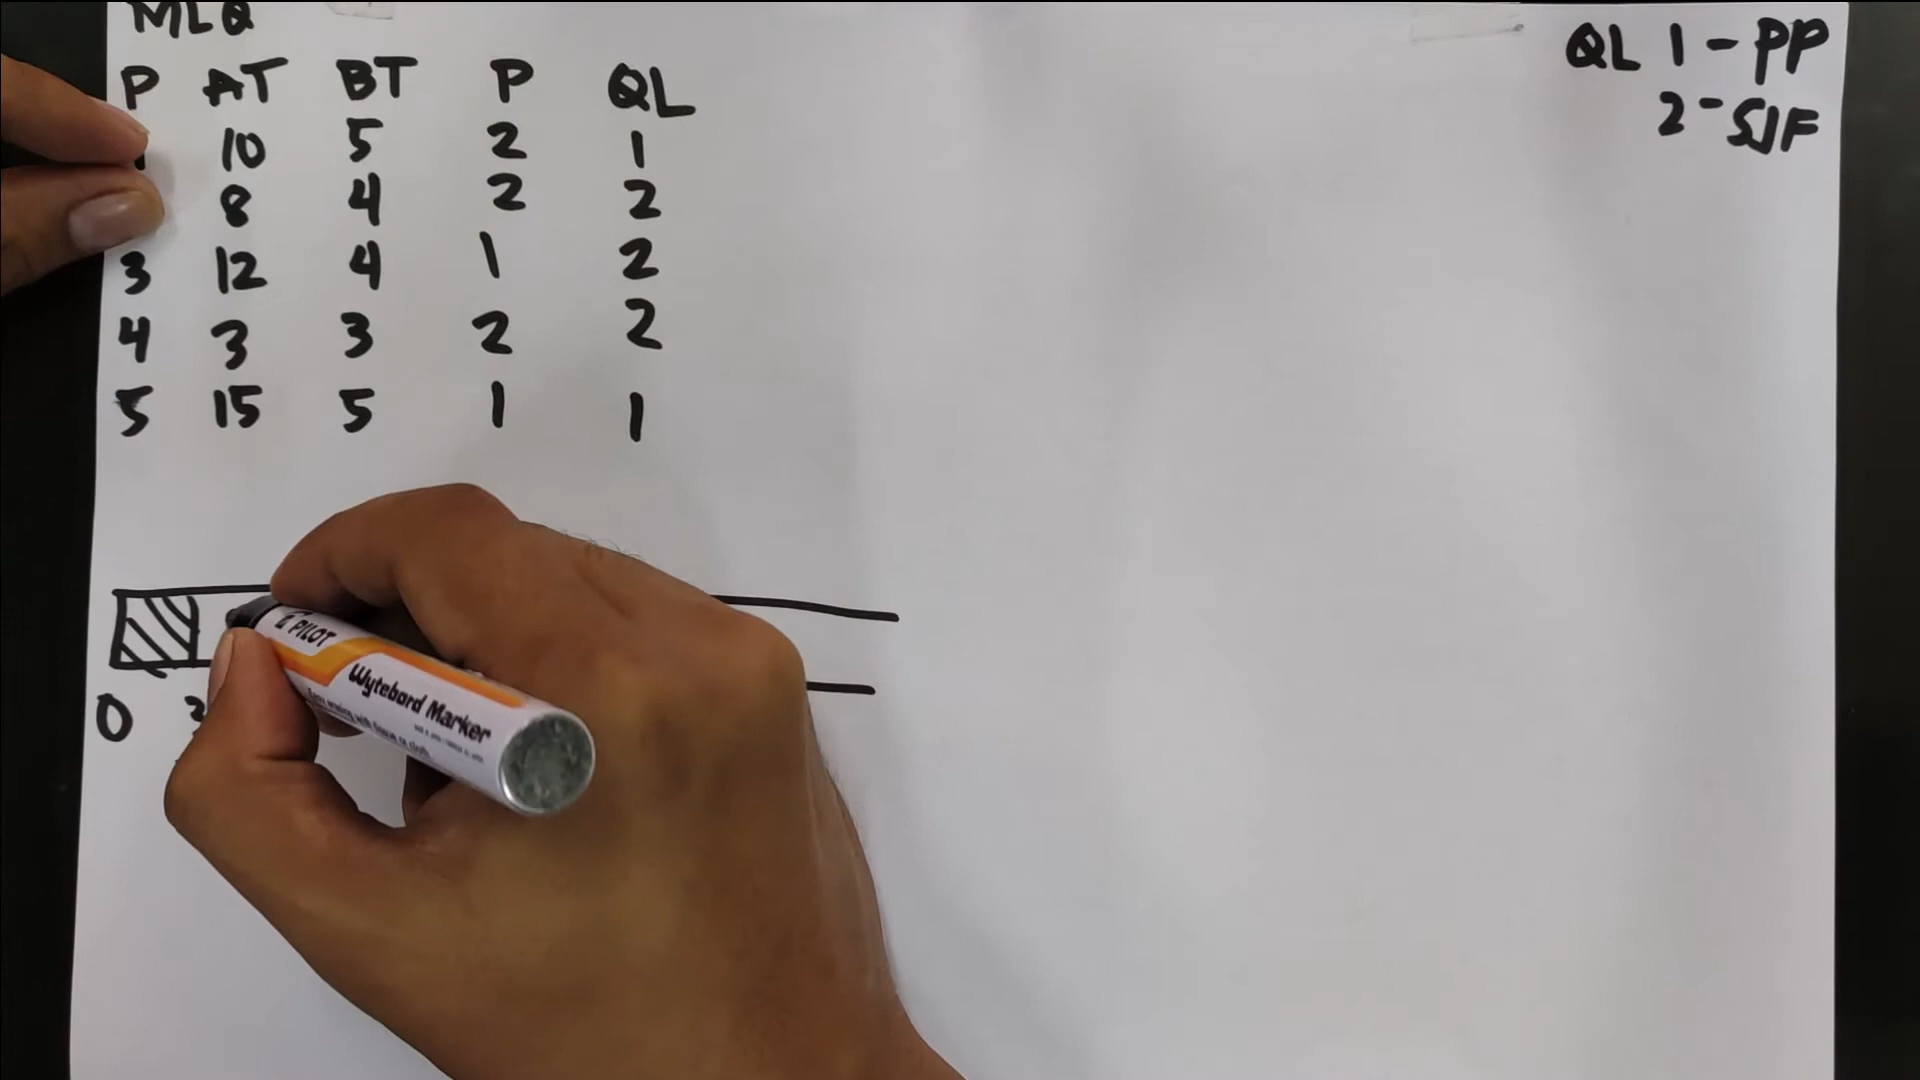 MLQ
P AT BT P QL
10 5 2 1
8 4 2 2
3 12 4 1 2
4 3 3 2 2
5 15 5 1 1
QL 1 - PP
2 - SJF
0
PILOT
Wytebord Marker